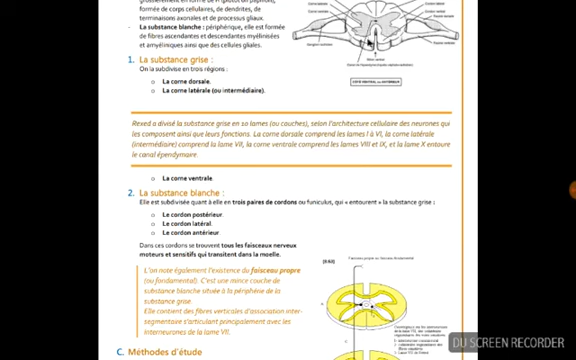 formée de corps cellulaires, de dendrites, de
terminaisons axonales et de processus gliaux.
- La substance blanche : périphérique, elle est formée
de fibres ascendantes et descendantes myélinisées
et amyéliniques ainsi que des cellules gliales.
1. La substance grise :
On la subdivise en trois régions :
o La corne dorsale.
o La corne latérale (ou intermédiaire).
Rexed a divisé la substance grise en 10 lames (ou couches), selon l'architecture cellulaire des neurones qui
les composent ainsi que leurs fonctions. La corne dorsale comprend les lames I à VI, la corne latérale
(intermédiaire) comprend la lame VII, la corne ventrale comprend les lames VIII et IX, et la lame X entoure
le canal épendymaire.
o La corne ventrale.
2. La substance blanche :
Elle est subdivisée quant à elle en trois paires de cordons ou funiculus, qui « entourent » la substance grise :
o Le cordon postérieur.
o Le cordon latéral.
o Le cordon antérieur.
Dans ces cordons se trouvent tous les faisceaux nerveux
moteurs et sensitifs qui transitent dans la moelle.
L'on note également l'existence du faisceau propre
(ou fondamental). C'est une mince couche de
substance blanche située à la périphérie de la
substance grise.
Elle contient des fibres verticales d'association inter-
segmentaire s'articulant principalement avec les
interneurones de la lame VII.
C. Méthodes d'étude
DU SCREEN RECORDER